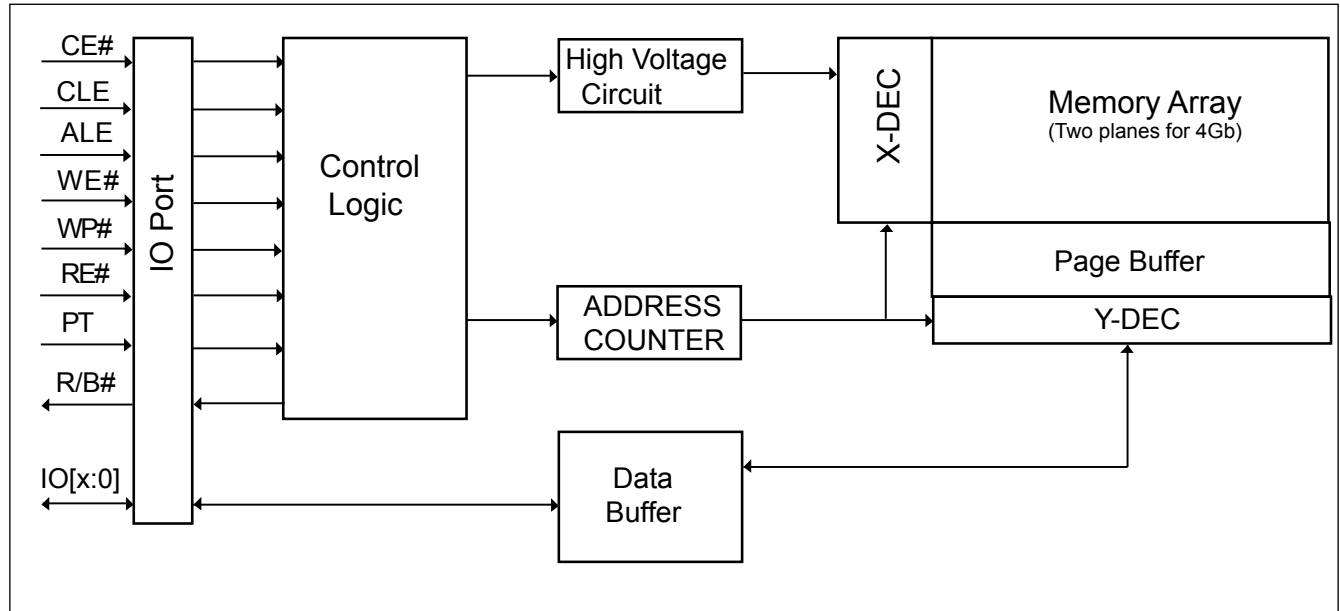 CE#
CLE
ALE
WE#
WP#
RE#
PT
R/B#
IO[x:0]
IO Port
Control
Logic
High Voltage
Circuit
ADDRESS
COUNTER
Data
Buffer
X-DEC
Memory Array
(Two planes for 4Gb)
Page Buffer
Y-DEC